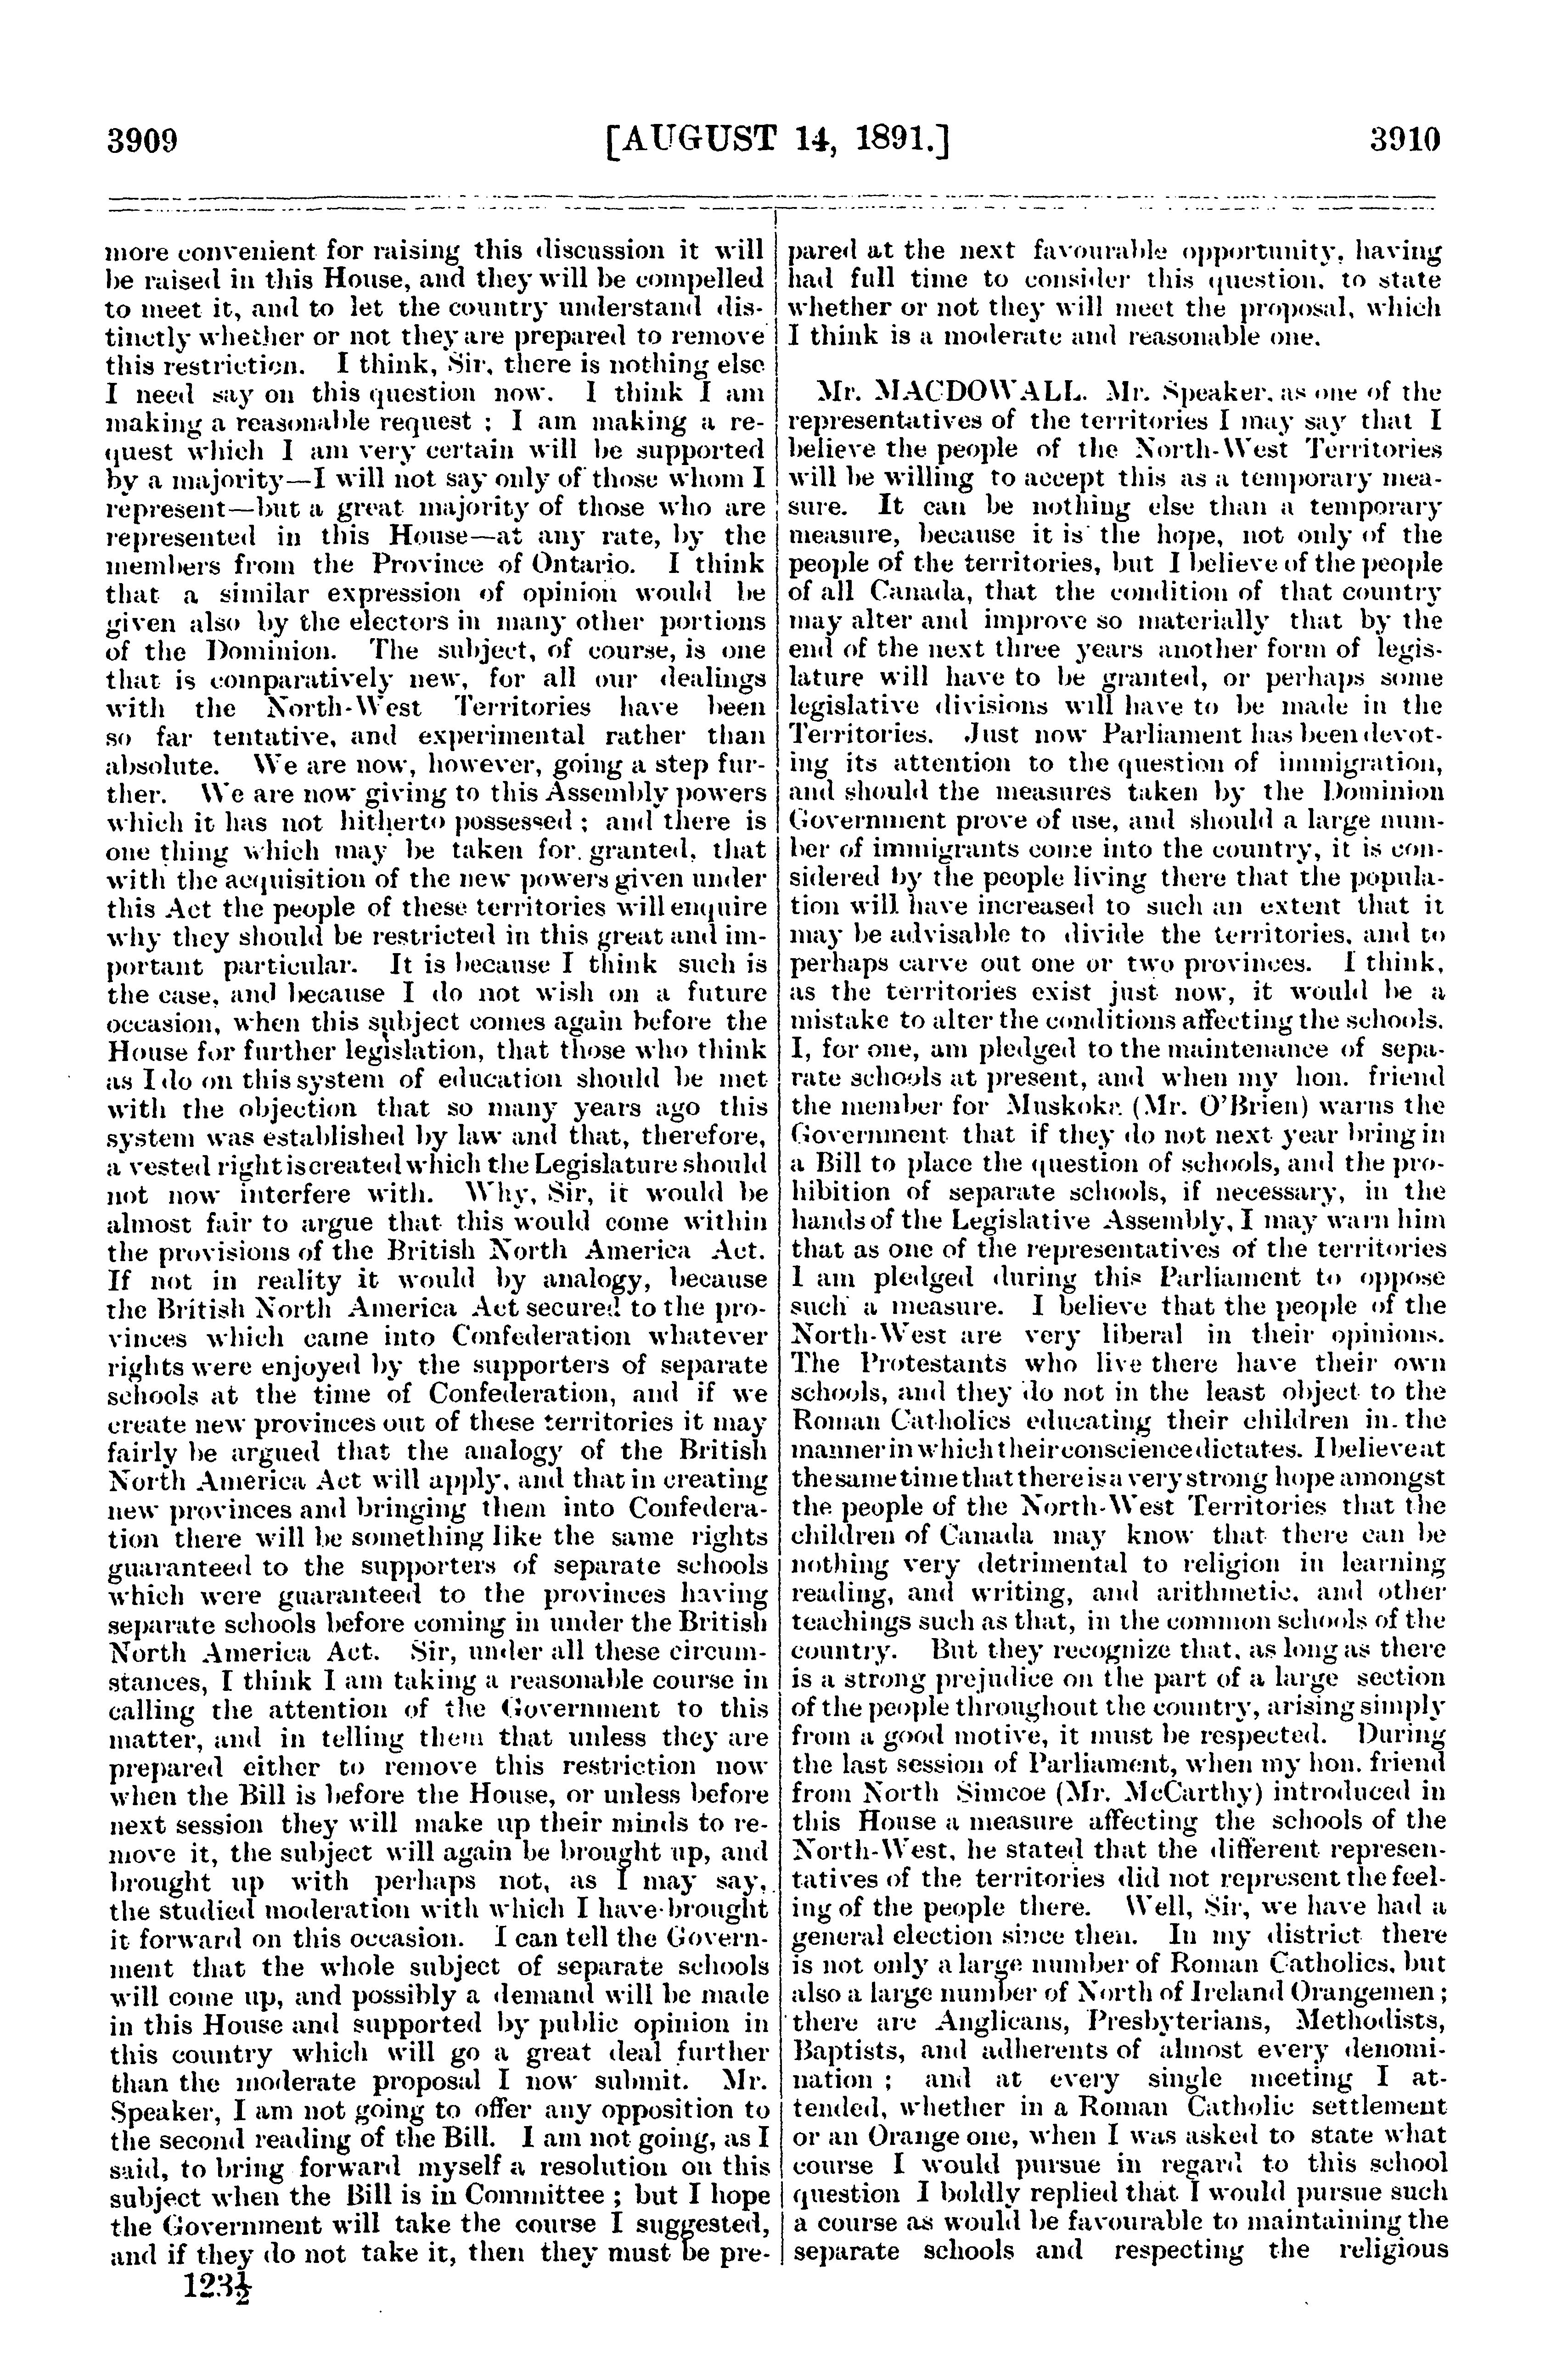 3909 [AUGUST 14, 1891.] 3910
more convenient for raising this discussion it will
be raised in this House, and they will be compelled
to meet it, and to let the country understand dis-
tinctly whether or not they are prepared to remove
this restriction. I think, Sir, there is nothing else
I need say on this question now. I think I am
making a reasonable request ; I am making a re-
quest which I am very certain will be supported
by a majority—I will not say only of those whom I
represent—but a great majority of those who are
represented in this House—at any rate, by the
members from the Province of Ontario. I think
that a similar expression of opinion would be
given also by the electors in many other portions
of the Dominion. The subject, of course, is one
that is comparatively new, for all our dealings
with the North-West Territories have been
so far tentative, and experimental rather than
absolute. We are now, however, going a step fur-
ther. We are now giving to this Assembly powers
which it has not hitherto possessed ; and there is
one thing which may be taken for granted, that
with the acquisition of the new powers given under
this Act the people of these territories will enquire
why they should be restricted in this great and im-
portant particular. It is because I think such is
the case, and because I do not wish on a future
occasion, when this subject comes again before the
House for further legislation, that those who think
as I do on this system of education should be met
with the objection that so many years ago this
system was established by law and that, therefore,
a vested right is created which the Legislature should
not now interfere with. Why, Sir, it would be
almost fair to argue that this would come within
the provisions of the British North America Act.
If not in reality it would by analogy, because
the British North America Act secured to the pro-
vinces which came into Confederation whatever
rights were enjoyed by the supporters of separate
schools at the time of Confederation, and if we
create new provinces out of these territories it may
fairly be argued that the analogy of the British
North America Act will apply, and that in creating
new provinces and bringing them into Confedera-
tion there will be something like the same rights
guaranteed to the supporters of separate schools
which were guaranteed to the provinces having
separate schools before coming in under the British
North America Act. Sir, under all these circum-
stances, I think I am taking a reasonable course in
calling the attention of the Government to this
matter, and in telling them that unless they are
prepared either to remove this restriction now
when the Bill is before the House, or unless before
next session they will make up their minds to re-
move it, the subject will again be brought up, and
brought up with perhaps not, as I may say,
the studied moderation with which I have brought
it forward on this occasion. I can tell the Govern-
ment that the whole subject of separate schools
will come up, and possibly a demand will be made
in this House and supported by public opinion in
this country which will go a great deal further
than the moderate proposal I now submit. Mr.
Speaker, I am not going to offer any opposition to
the second reading of the Bill. I am not going, as I
said, to bring forward myself a resolution on this
subject when the Bill is in Committee ; but I hope
the Government will take the course I suggested,
and if they do not take it, then they must be pre-
123½
pared at the next favourable opportunity, having
had full time to consider this question, to state
whether or not they will meet the proposal, which
I think is a moderate and reasonable one.
Mr. MACDOWALL. Mr. Speaker, as one of the
representatives of the territories I may say that I
believe the people of the North-West Territories
will be willing to accept this as a temporary mea-
sure. It can be nothing else than a temporary
measure, because it is the hope, not only of the
people of the territories, but I believe of the people
of all Canada, that the condition of that country
may alter and improve so materially that by the
end of the next three years another form of legis-
lature will have to be granted, or perhaps some
legislative divisions will have to be made in the
Territories. Just now Parliament has been devot-
ing its attention to the question of immigration,
and should the measures taken by the Dominion
Government prove of use, and should a large num-
ber of immigrants come into the country, it is con-
sidered by the people living there that the popula-
tion will have increased to such an extent that it
may be advisable to divide the territories, and to
perhaps carve out one or two provinces. I think,
as the territories exist just now, it would be a
mistake to alter the conditions affecting the schools.
I, for one, am pledged to the maintenance of sepa-
rate schools at present, and when my hon. friend
the member for Muskoka (Mr. O'Brien) warns the
Government that if they do not next year bring in
a Bill to place the question of schools, and the pro-
hibition of separate schools, if necessary, in the
hands of the Legislative Assembly, I may warn him
that as one of the representatives of the territories
I am pledged during this Parliament to oppose
such a measure. I believe that the people of the
North-West are very liberal in their opinions.
The Protestants who live there have their own
schools, and they do not in the least object to the
Roman Catholics educating their children in the
manner in which their conscience dictates. I believe at
the same time that there is a very strong hope amongst
the people of the North-West Territories that the
children of Canada may know that there can be
nothing very detrimental to religion in learning
reading, and writing, and arithmetic, and other
teachings such as that, in the common schools of the
country. But they recognize that, as long as there
is a strong prejudice on the part of a large section
of the people throughout the country, arising simply
from a good motive, it must be respected. During
the last session of Parliament, when my hon. friend
from North Simcoe (Mr. McCarthy) introduced in
this House a measure affecting the schools of the
North-West, he stated that the different represen-
tatives of the territories did not represent the feel-
ing of the people there. Well, Sir, we have had a
general election since then. In my district there
is not only a large number of Roman Catholics, but
also a large number of North of Ireland Orangemen ;
there are Anglicans, Presbyterians, Methodists,
Baptists, and adherents of almost every denomi-
nation ; and at every single meeting I at-
tended, whether in a Roman Catholic settlement
or an Orange one, when I was asked to state what
course I would pursue in regard to this school
question I boldly replied that I would pursue such
a course as would be favourable to maintaining the
separate schools and respecting the religious